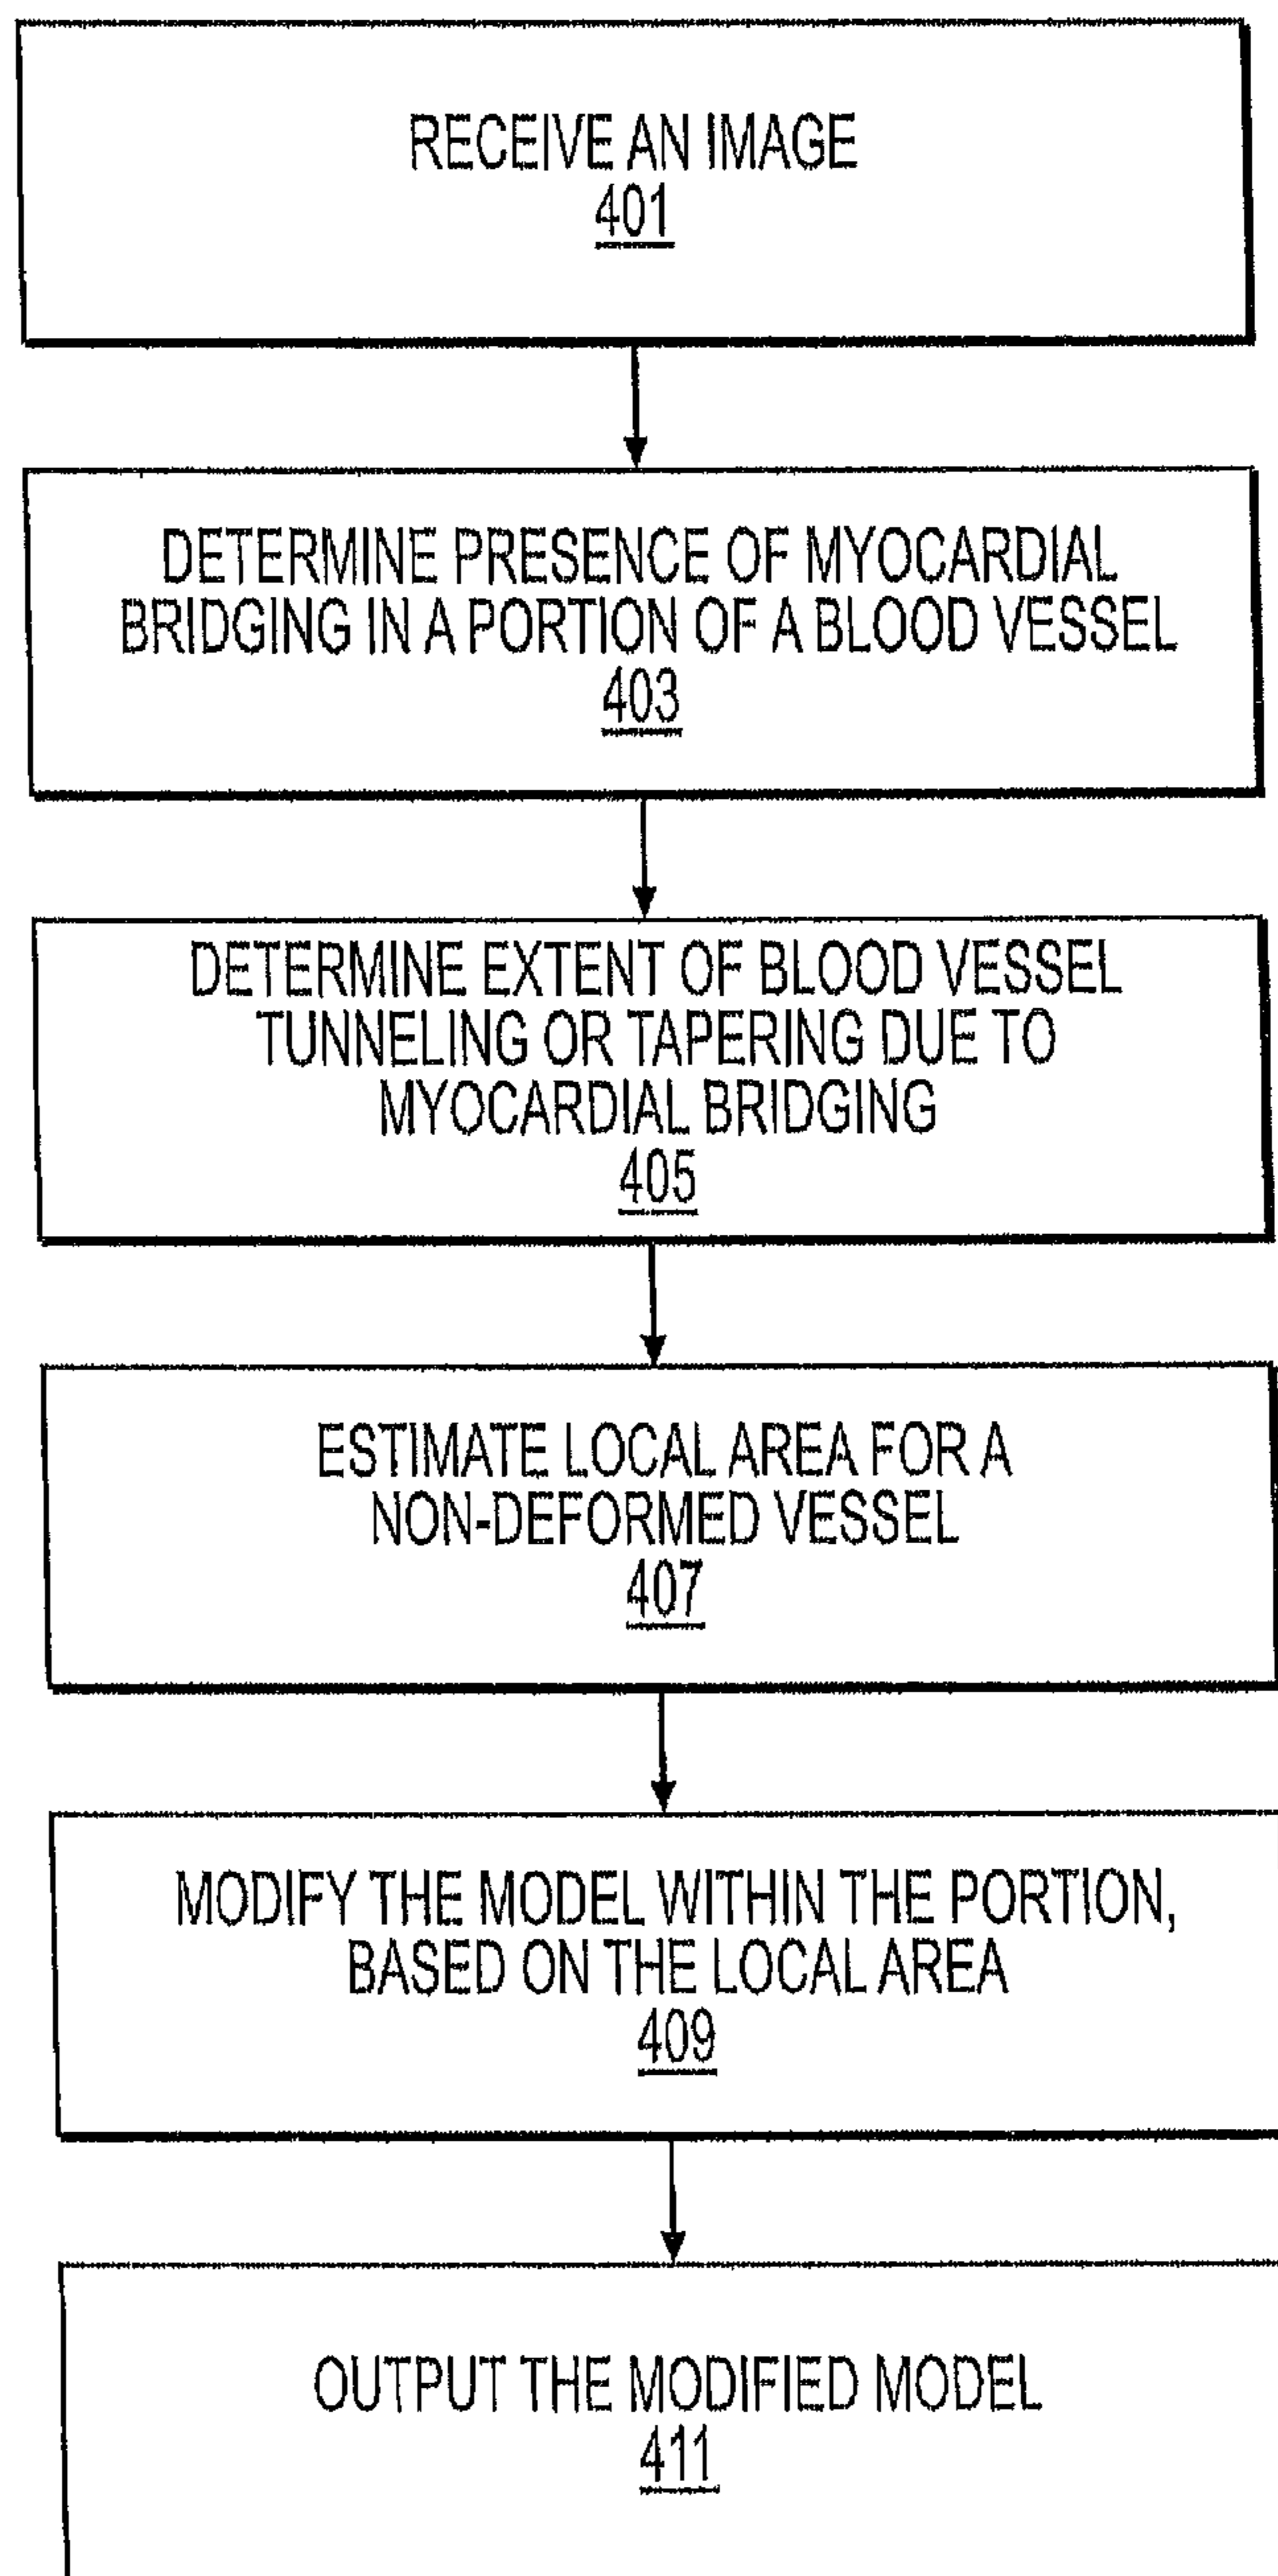 RECEIVE AN IMAGE
401
DETERMINE PRESENCE OF MYOCARDIAL
BRIDGING IN A PORTION OF A BLOOD VESSEL
403
DETERMINE EXTENT OF BLOOD VESSEL
TUNNELING OR TAPERING DUE TO
MYOCARDIAL BRIDGING
405
ESTIMATE LOCAL AREA FOR A
NON-DEFORMED VESSEL
407
MODIFY THE MODEL WITHIN THE PORTION,
BASED ON THE LOCAL AREA
409
OUTPUT THE MODIFIED MODEL
411